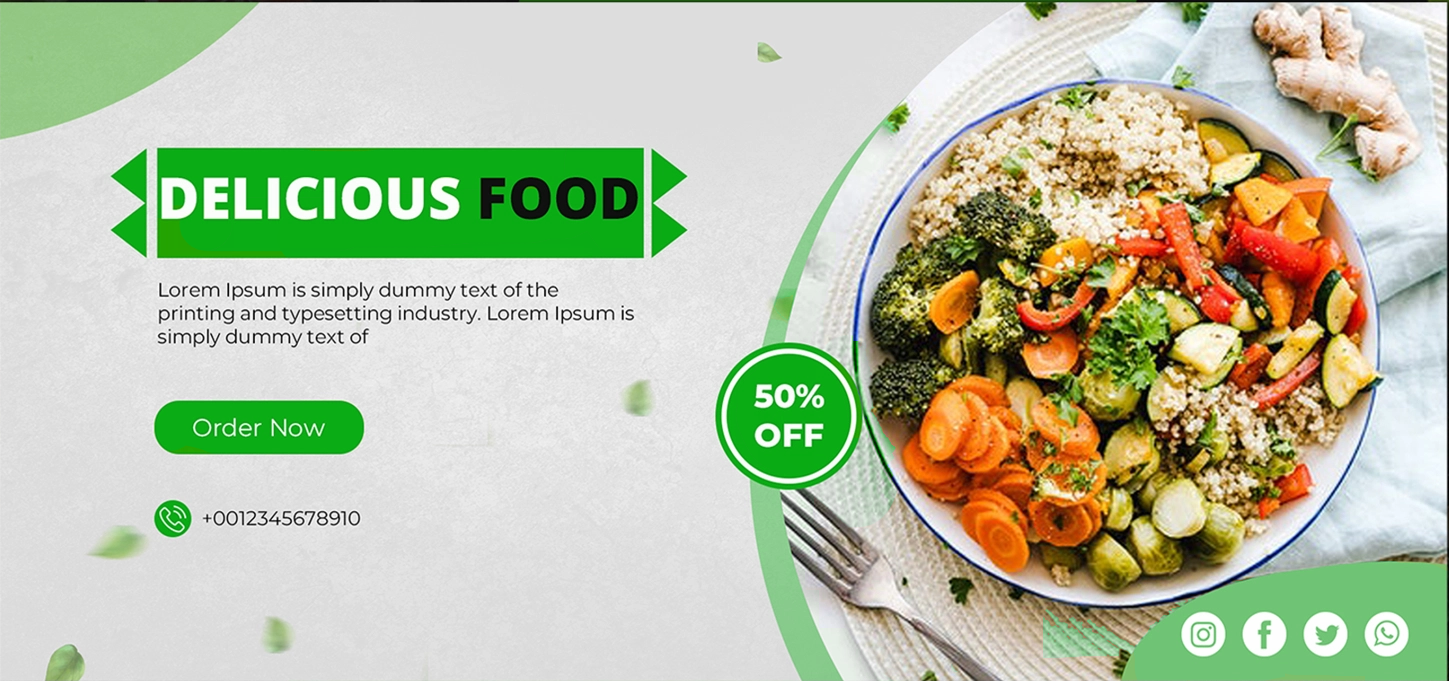 DELICIOUS FOOD
Lorem Ipsum is simply dummy text of the
printing and typesetting industry. Lorem Ipsum is
simply dummy text of
Order Now
+0012345678910
50%
OFF